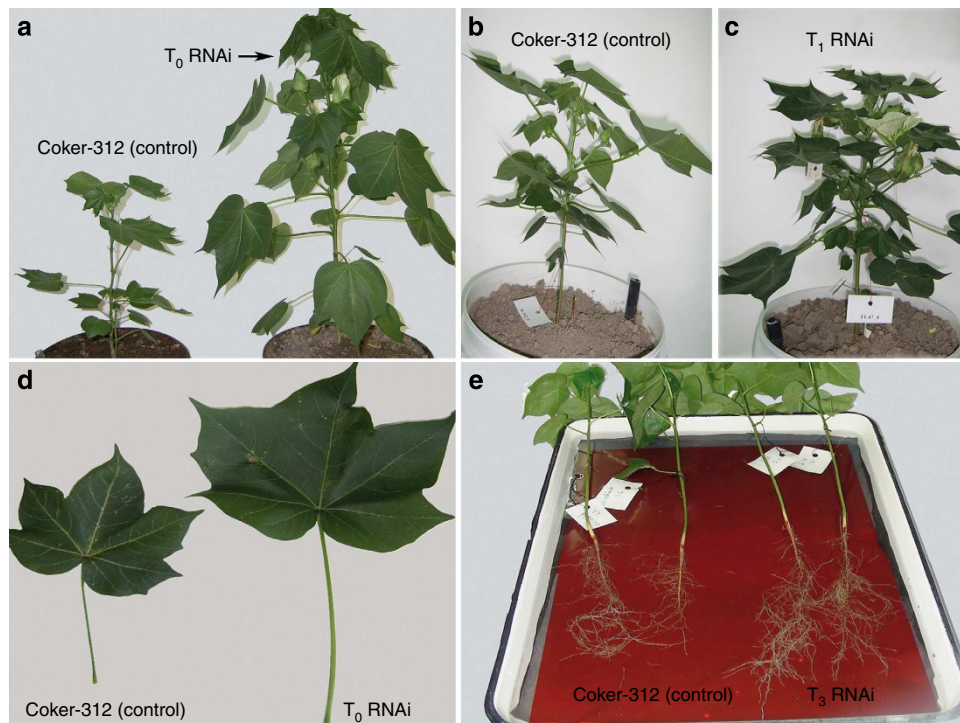 a
T₀ RNAi
Coker-312 (control)
b
Coker-312 (control)
c
T₁ RNAi
d
Coker-312 (control)
T₀ RNAi
e
Coker-312 (control)
T₃ RNAi